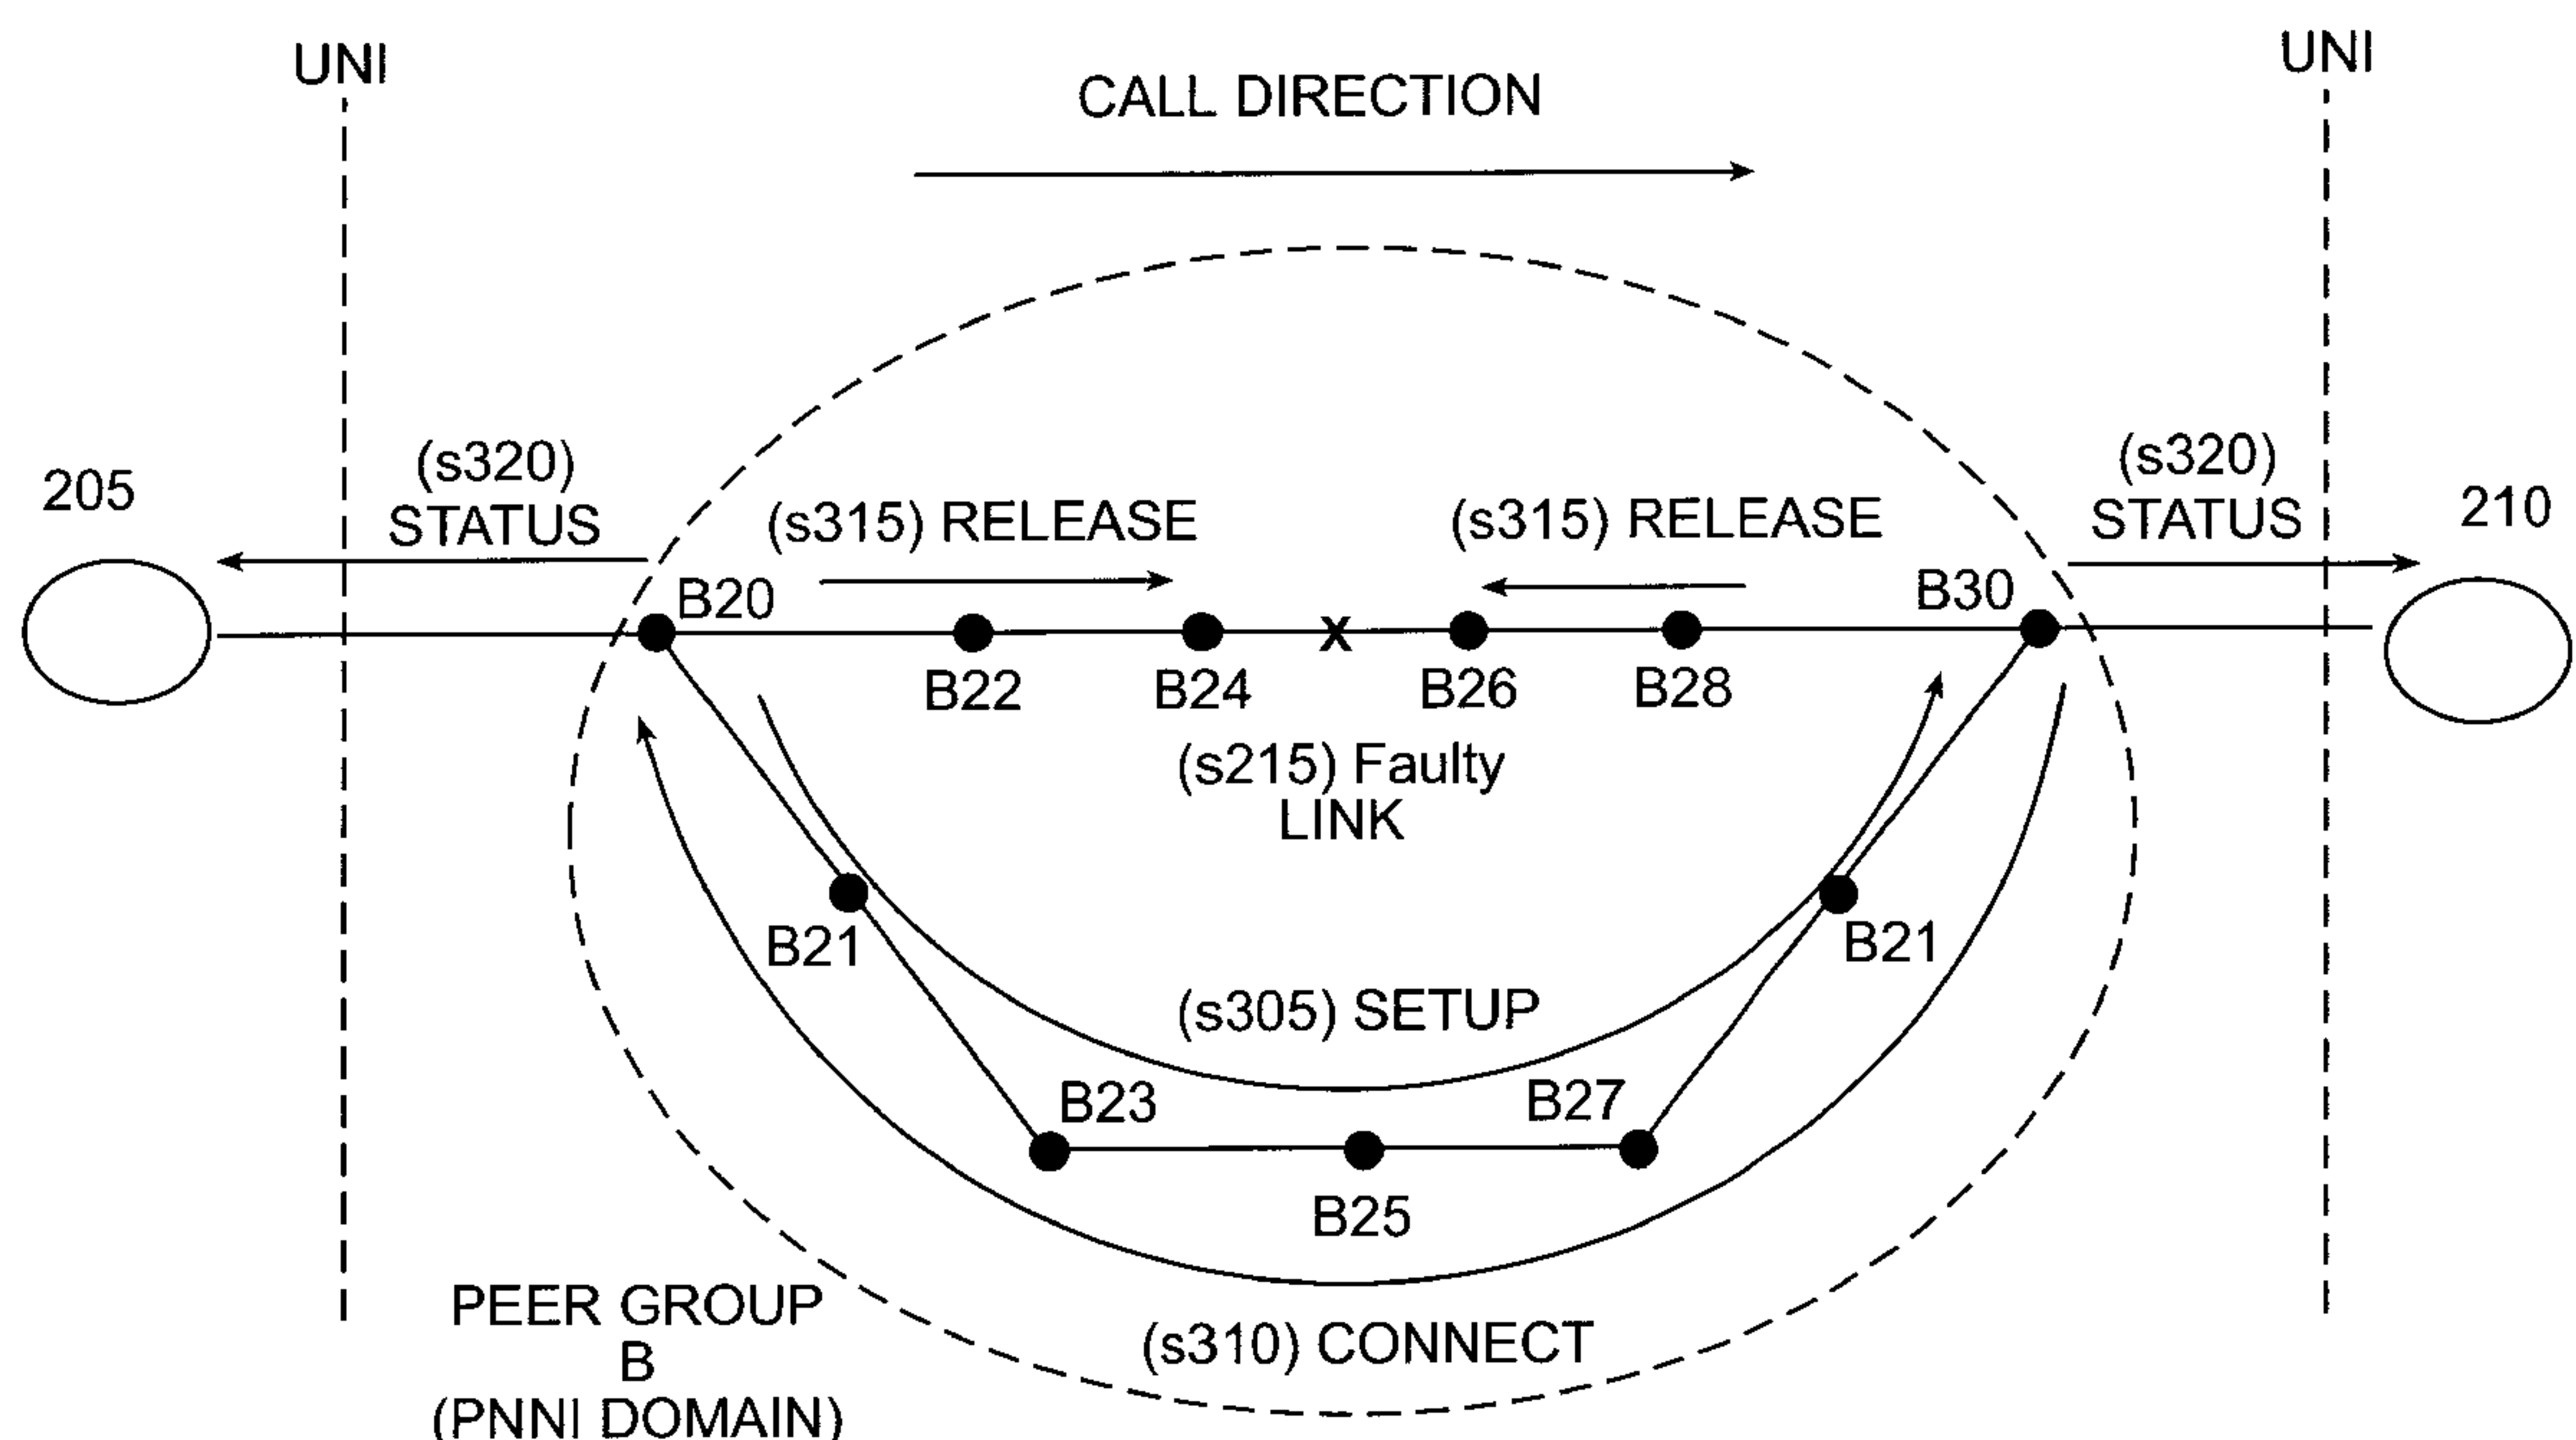 UNI
UNI
CALL DIRECTION
205
(s320)
STATUS
(s315) RELEASE
(s315) RELEASE
(s320)
STATUS
210
B20
B30
B22
B24
x
B26
B28
(s215) Faulty
LINK
B21
B21
(s305) SETUP
B23
B27
B25
PEER GROUP
B
(PNNI DOMAIN)
(s310) CONNECT